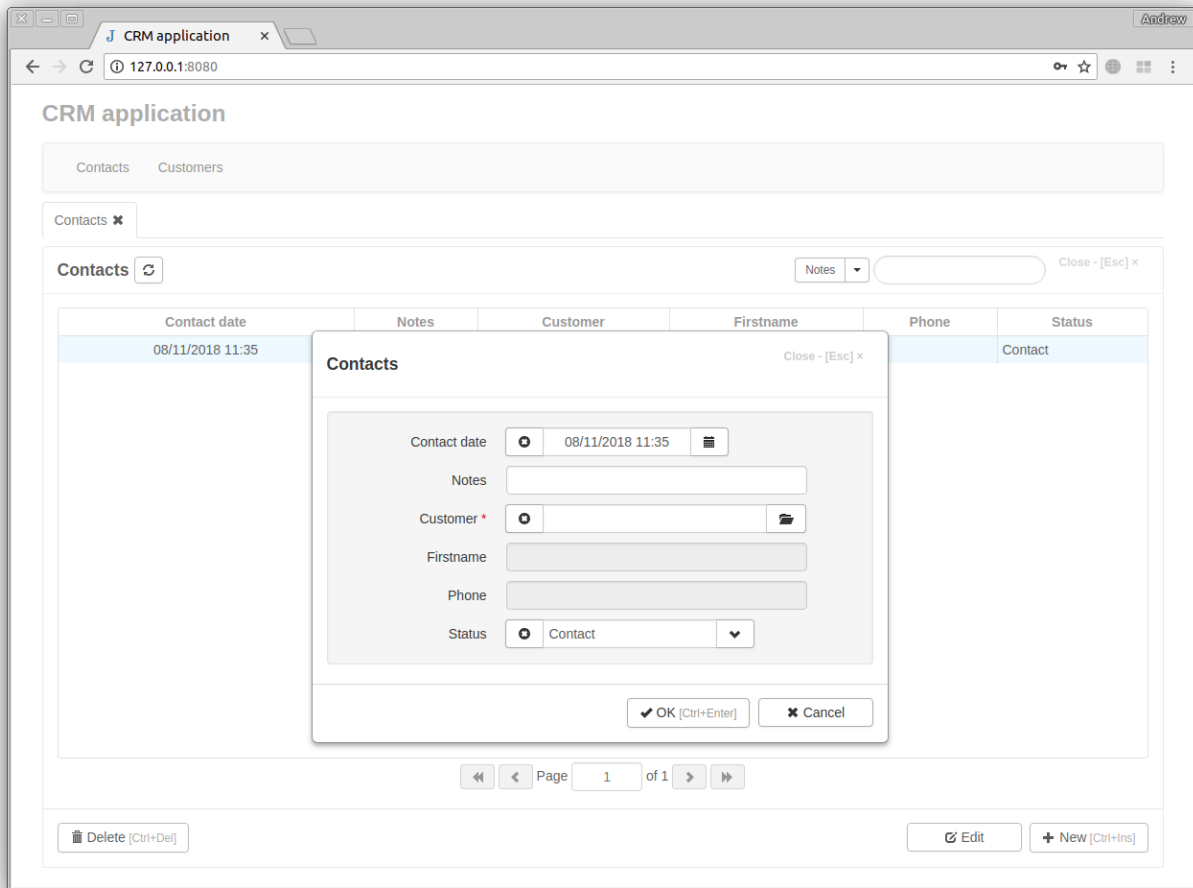 Andrew
J CRM application ×
127.0.0.1:8080
CRM application
Contacts Customers
Contacts ✖
Contacts Notes Close - [Esc] ×
Contact date Notes Customer Firstname Phone Status
08/11/2018 11:35 Contact
Contacts Close - [Esc] ×
Contact date 08/11/2018 11:35
Notes
Customer *
Firstname
Phone
Status Contact
OK [Ctrl+Enter] Cancel
Page 1 of 1
Delete [Ctrl+Del] Edit New [Ctrl+Ins]